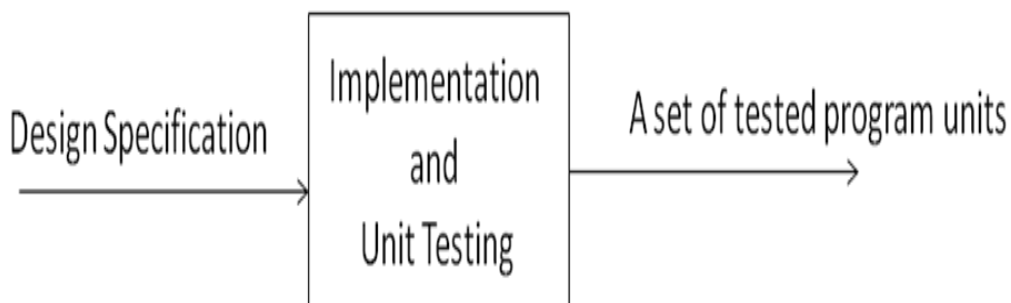 Design Specification
Implementation
and
Unit Testing
A set of tested program units